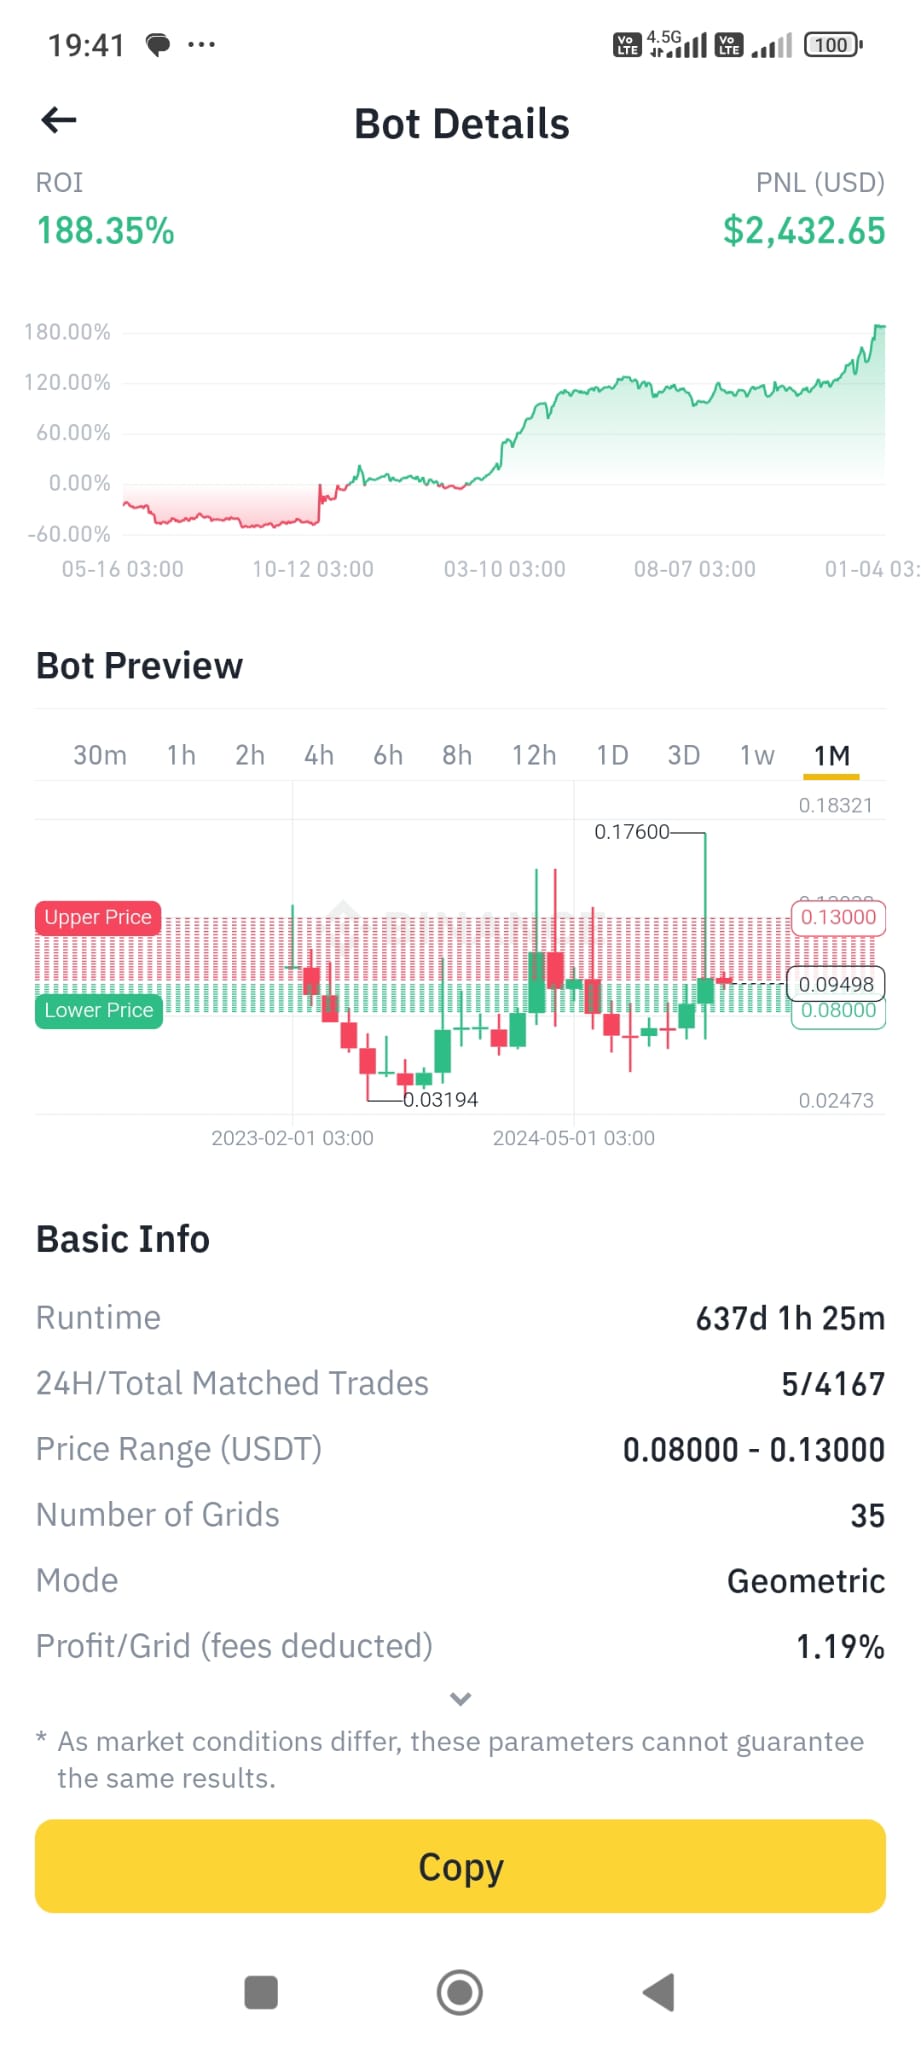 19:41 ... Vo LTE 4.5G Vo LTE 100
Bot Details
ROI PNL (USD)
188.35% $2,432.65
180.00%
120.00%
60.00%
0.00%
-60.00%
05-16 03:00 10-12 03:00 03-10 03:00 08-07 03:00 01-04 03:
Bot Preview
30m 1h 2h 4h 6h 8h 12h 1D 3D 1w 1M
0.18321
0.17600
Upper Price 0.13000
0.09498
Lower Price 0.08000
0.03194 0.02473
2023-02-01 03:00 2024-05-01 03:00
Basic Info
Runtime 637d 1h 25m
24H/Total Matched Trades 5/4167
Price Range (USDT) 0.08000 - 0.13000
Number of Grids 35
Mode Geometric
Profit/Grid (fees deducted) 1.19%
* As market conditions differ, these parameters cannot guarantee
the same results.
Copy